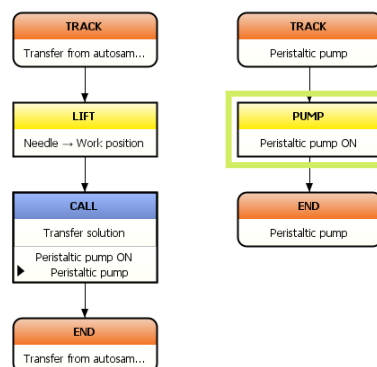 TRACK
Transfer from autosam...
LIFT
Needle → Work position
CALL
Transfer solution
Peristaltic pump ON
Peristaltic pump
END
Transfer from autosam...
TRACK
Peristaltic pump
PUMP
Peristaltic pump ON
END
Peristaltic pump